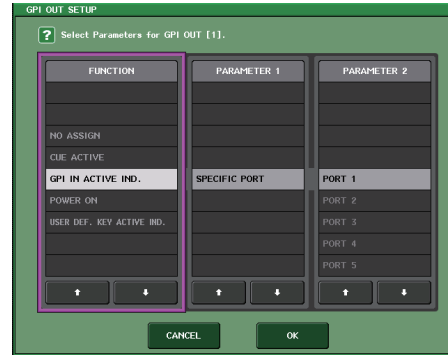 GPI OUT SETUP
? Select Parameters for GPI OUT [1].
FUNCTION
PARAMETER 1
PARAMETER 2
NO ASSIGN
CUE ACTIVE
GPI IN ACTIVE IND.
SPECIFIC PORT
PORT 1
POWER ON
PORT 2
USER DEF. KEY ACTIVE IND.
PORT 3
PORT 4
PORT 5
CANCEL
OK